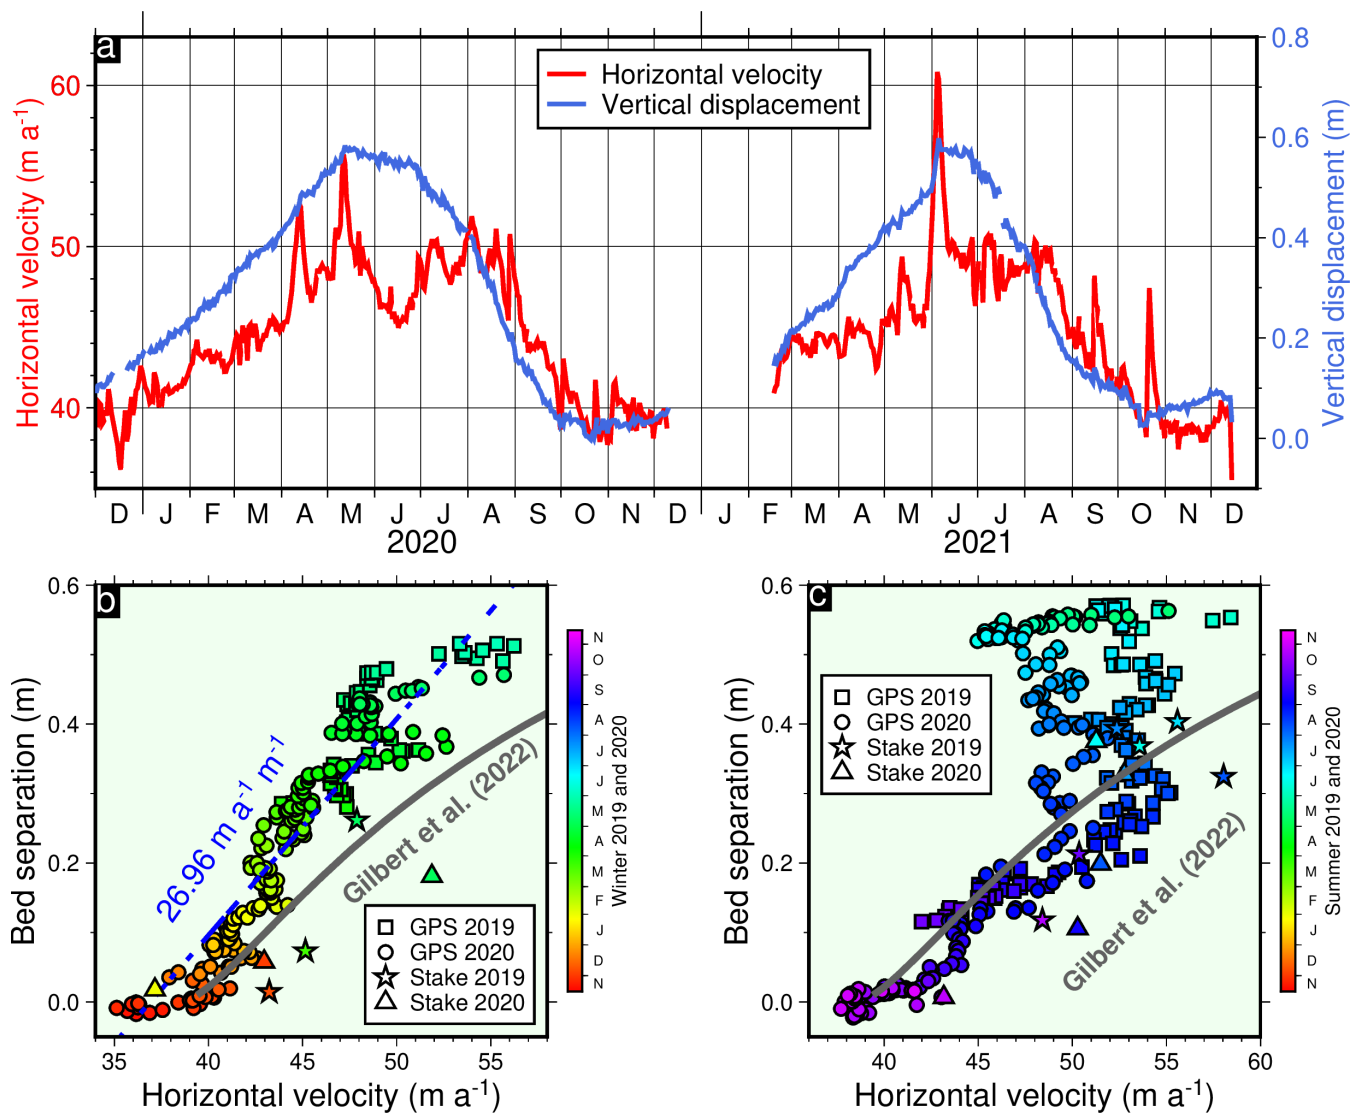 a
Horizontal velocity
Vertical displacement
Horizontal velocity (m a-1)
60
50
40
Vertical displacement (m)
0.8
0.6
0.4
0.2
0.0
D J F M A M J J A S O N D J F M A M J J A S O N D
2020 2021
b
Bed separation (m)
0.6
0.4
0.2
0.0
26.96 m a-1 m-1
Gilbert et al. (2022)
GPS 2019
GPS 2020
Stake 2019
Stake 2020
35 40 45 50 55
Horizontal velocity (m a-1)
N
O
S
A
J
J
M
A
M
F
J
D
N
Winter 2019 and 2020
c
Bed separation (m)
0.6
0.4
0.2
0.0
GPS 2019
GPS 2020
Stake 2019
Stake 2020
Gilbert et al. (2022)
40 45 50 55 60
Horizontal velocity (m a-1)
N
O
S
A
J
J
M
A
M
F
J
D
N
Summer 2019 and 2020